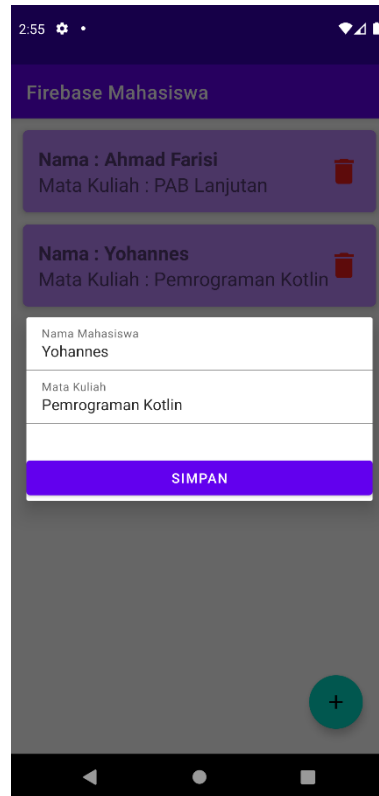 2:55
Firebase Mahasiswa
Nama : Ahmad Farisi
Mata Kuliah : PAB Lanjutan
Nama : Yohannes
Mata Kuliah : Pemrograman Kotlin
Nama Mahasiswa
Yohannes
Mata Kuliah
Pemrograman Kotlin
SIMPAN
+